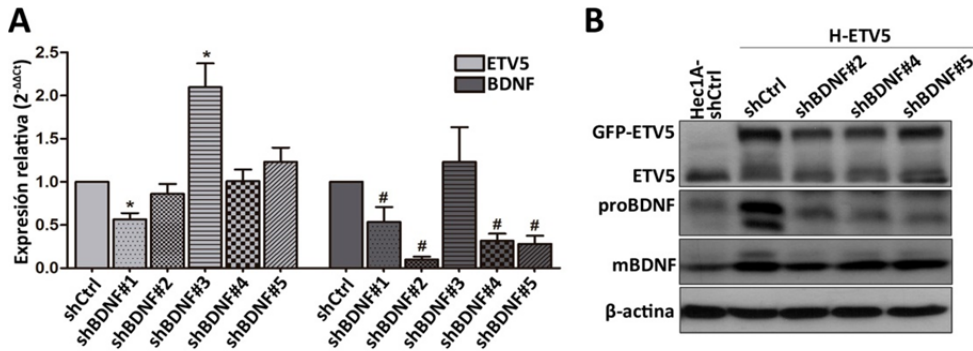 A
Expresión relativa (2^-ΔΔCt)
2.5
2.0
1.5
1.0
0.5
0.0
*
*
#
#
#
#
ETV5
BDNF
shCtrl
shBDNF#1
shBDNF#2
shBDNF#3
shBDNF#4
shBDNF#5
shCtrl
shBDNF#1
shBDNF#2
shBDNF#3
shBDNF#4
shBDNF#5
B
H-ETV5
Hec1A-
shCtrl
shCtrl
shBDNF#2
shBDNF#4
shBDNF#5
GFP-ETV5
ETV5
proBDNF
mBDNF
β-actina